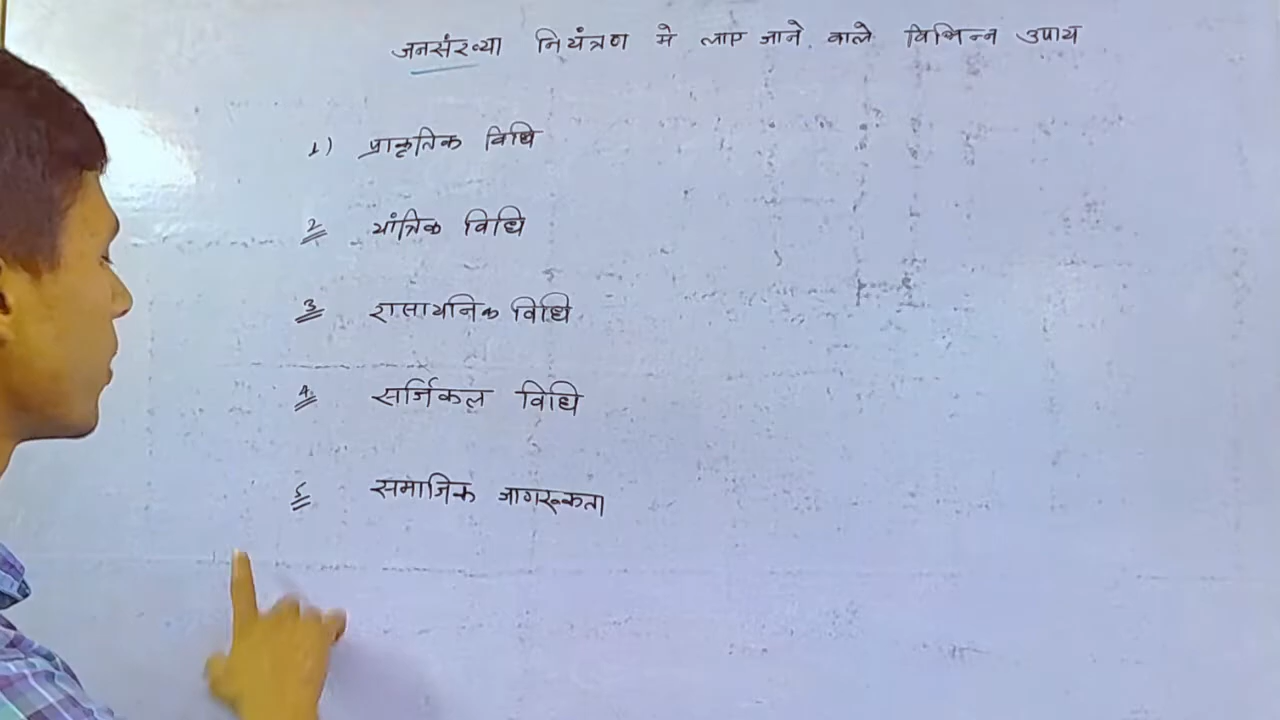 जनसंख्या नियंत्रण मे लाए जाने वाले विभिन्न उपाय
1) प्राकृतिक विधि
2 यांत्रिक विधि
3 रासायनिक विधि
4. सर्जिकल विधि
5 समाजिक जागरूकता